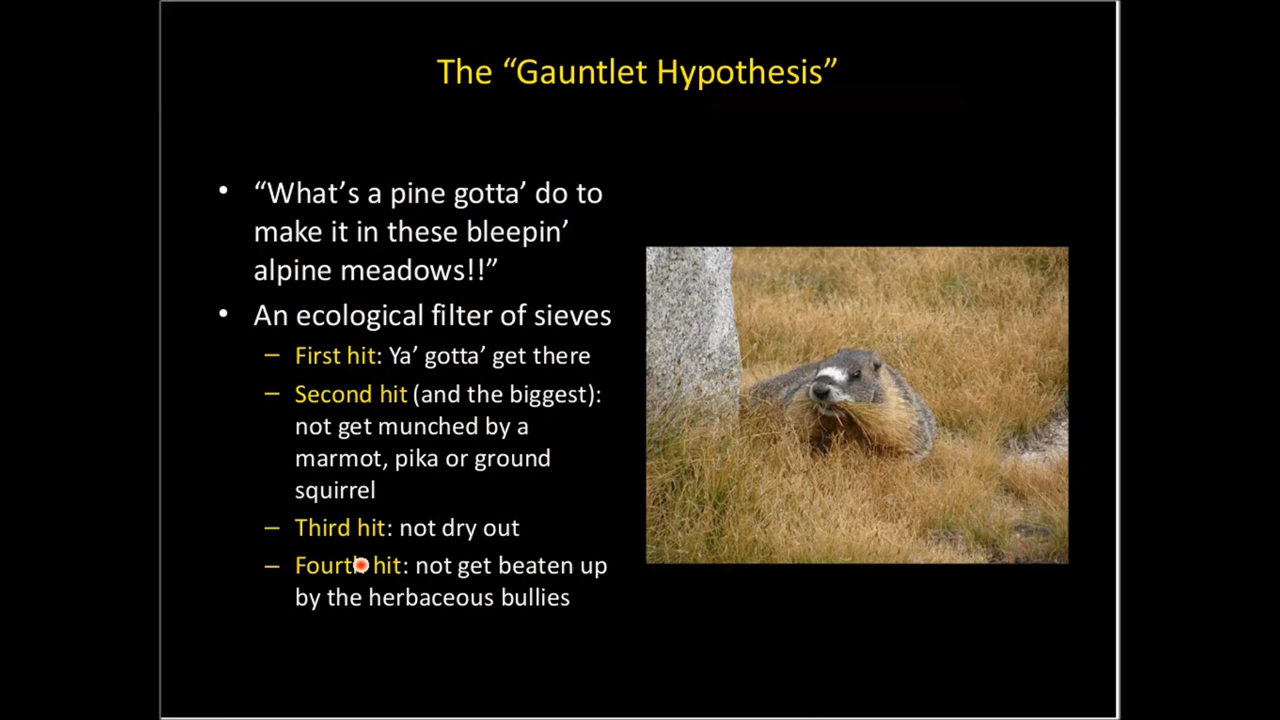 The “Gauntlet Hypothesis”
• “What’s a pine gotta’ do to
make it in these bleepin’
alpine meadows!!”
• An ecological filter of sieves
– First hit: Ya’ gotta’ get there
– Second hit (and the biggest):
not get munched by a
marmot, pika or ground
squirrel
– Third hit: not dry out
– Fourth hit: not get beaten up
by the herbaceous bullies